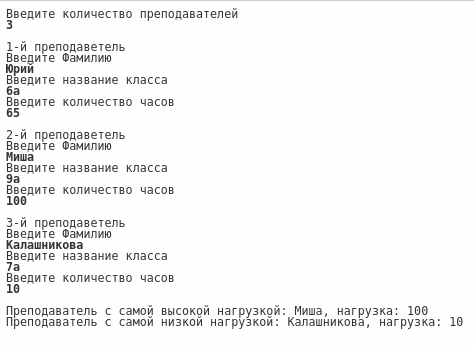 Введите количество преподавателей
3
1-й преподаветель
Введите Фамилию
Юрий
Введите название класса
6а
Введите количество часов
65
2-й преподаветель
Введите Фамилию
Миша
Введите название класса
9а
Введите количество часов
100
3-й преподаветель
Введите Фамилию
Калашникова
Введите название класса
7а
Введите количество часов
10
Преподаватель с самой высокой нагрузкой: Миша, нагрузка: 100
Преподаватель с самой низкой нагрузкой: Калашникова, нагрузка: 10